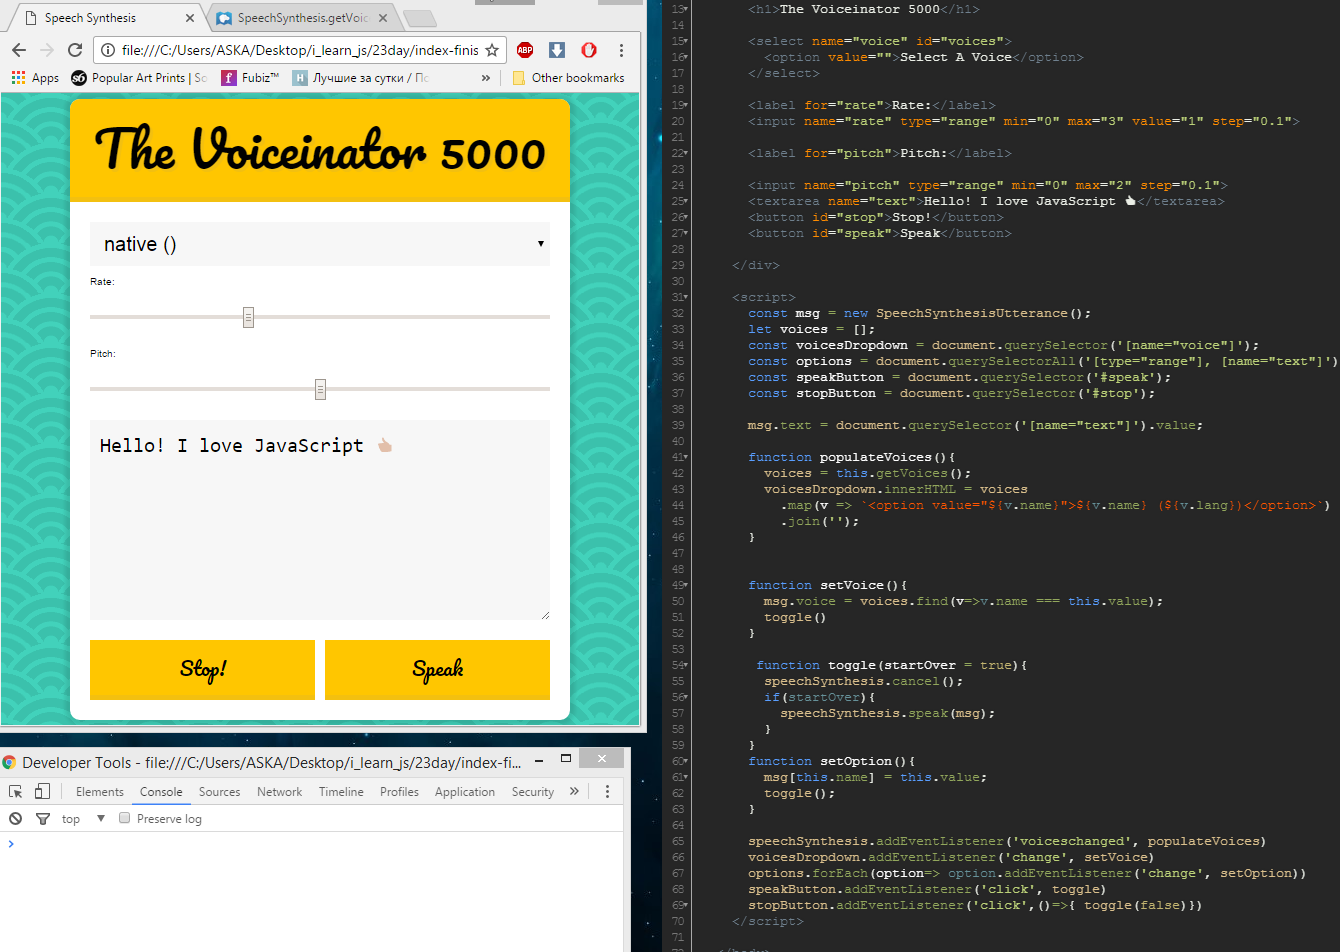 Speech Synthesis
SpeechSynthesis.getVoic
file:///C:/Users/ASKA/Desktop/i_learn_js/23day/index-finis
ABP
Apps
s6 Popular Art Prints | So
f Fubiz™
H Лучшие за сутки / По
» Other bookmarks
The Voiceinator 5000
native ()
Rate:
Pitch:
Hello! I love JavaScript 👆
Stop!
Speak
Developer Tools - file:///C:/Users/ASKA/Desktop/i_learn_js/23day/index-fi...
Elements Console Sources Network Timeline Profiles Application Security »
top ▼ Preserve log
>
13 <h1>The Voiceinator 5000</h1>
14
15 <select name="voice" id="voices">
16 <option value="">Select A Voice</option>
17 </select>
18
19 <label for="rate">Rate:</label>
20 <input name="rate" type="range" min="0" max="3" value="1" step="0.1">
21
22 <label for="pitch">Pitch:</label>
23
24 <input name="pitch" type="range" min="0" max="2" step="0.1">
25 <textarea name="text">Hello! I love JavaScript 👆</textarea>
26 <button id="stop">Stop!</button>
27 <button id="speak">Speak</button>
28
29 </div>
30
31 <script>
32 const msg = new SpeechSynthesisUtterance();
33 let voices = [];
34 const voicesDropdown = document.querySelector('[name="voice"]');
35 const options = document.querySelectorAll('[type="range"], [name="text"]')
36 const speakButton = document.querySelector('#speak');
37 const stopButton = document.querySelector('#stop');
38
39 msg.text = document.querySelector('[name="text"]').value;
40
41 function populateVoices(){
42 voices = this.getVoices();
43 voicesDropdown.innerHTML = voices
44 .map(v => `<option value="${v.name}">${v.name} (${v.lang})</option>`)
45 .join('');
46 }
47
48
49 function setVoice(){
50 msg.voice = voices.find(v=>v.name === this.value);
51 toggle()
52 }
53
54 function toggle(startOver = true){
55 speechSynthesis.cancel();
56 if(startOver){
57 speechSynthesis.speak(msg);
58 }
59 }
60 function setOption(){
61 msg[this.name] = this.value;
62 toggle();
63 }
64
65 speechSynthesis.addEventListener('voiceschanged', populateVoices)
66 voicesDropdown.addEventListener('change', setVoice)
67 options.forEach(option=> option.addEventListener('change', setOption))
68 speakButton.addEventListener('click', toggle)
69 stopButton.addEventListener('click',()=>{ toggle(false)})
70 </script>
71